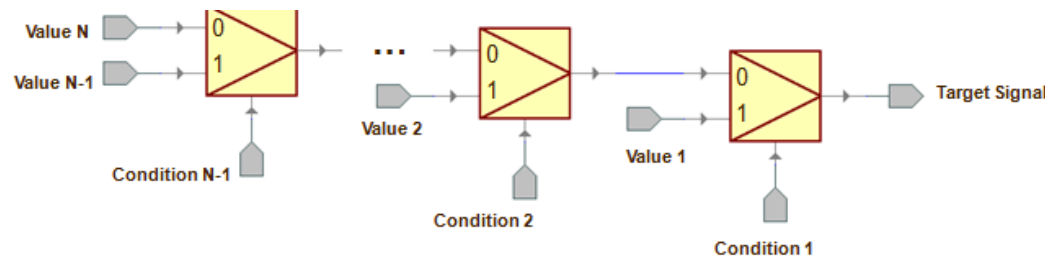 Value N
0
Value N-1
1
Condition N-1
...
0
1
Value 2
Condition 2
0
1
Value 1
Condition 1
Target Signal